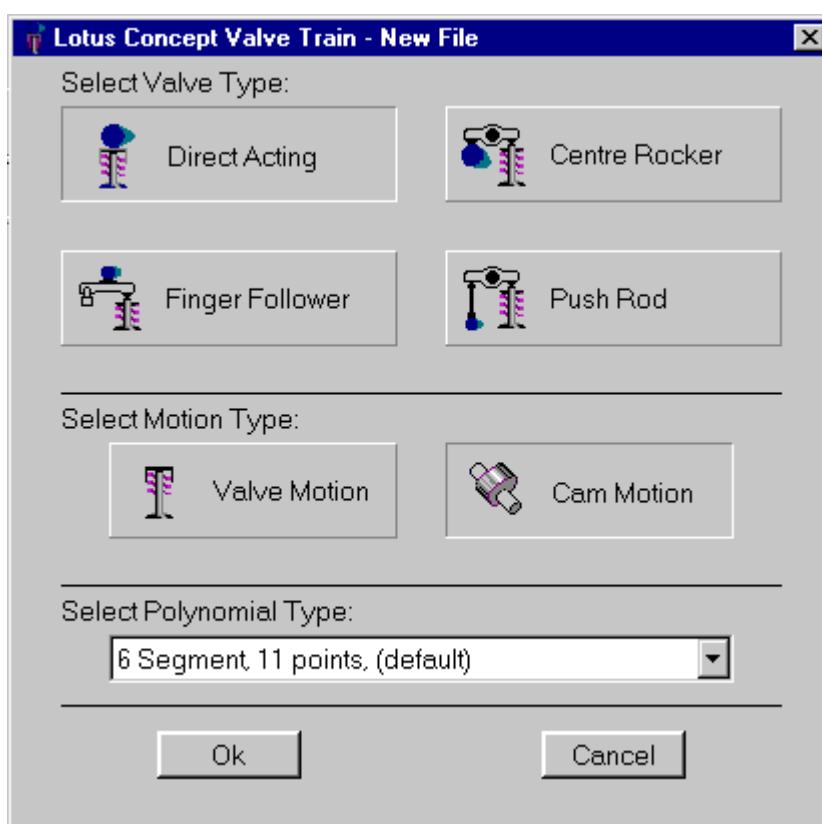 Lotus Concept Valve Train - New File
Select Valve Type:
Direct Acting
Centre Rocker
Finger Follower
Push Rod
Select Motion Type:
Valve Motion
Cam Motion
Select Polynomial Type:
6 Segment, 11 points, (default)
Ok
Cancel